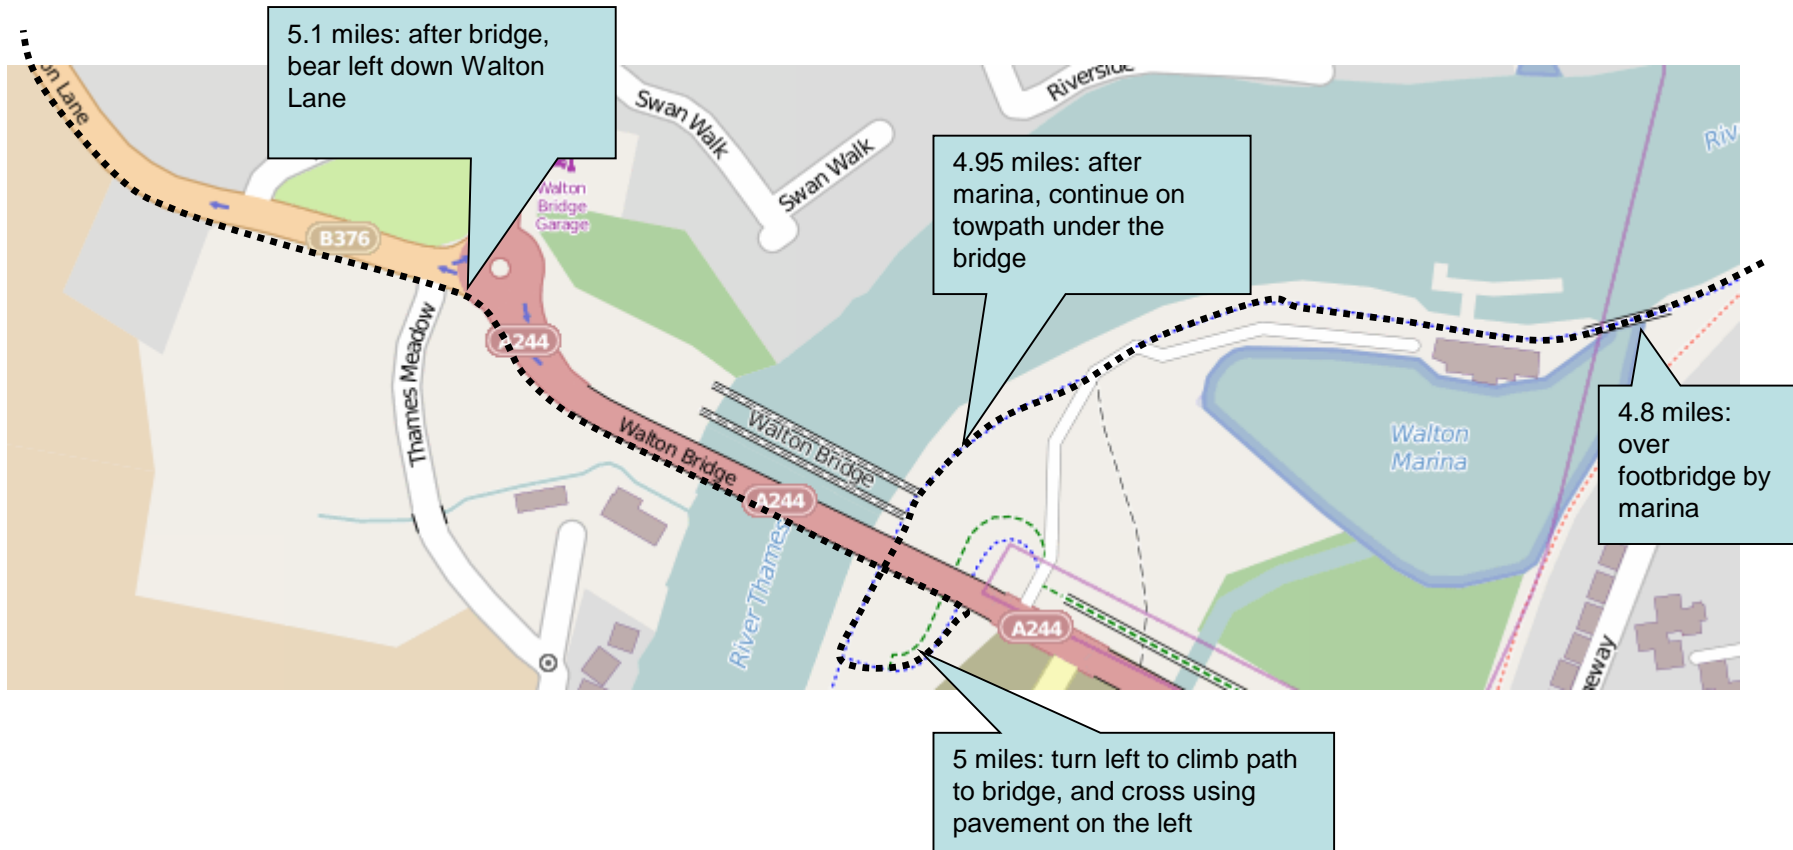 5.1 miles: after bridge,
bear left down Walton
Lane
on Lane
B376
Swan Walk
Swan Walk
Riverside
Walton
Bridge
Garage
4.95 miles: after
marina, continue on
towpath under the
bridge
A244
Thames Meadow
Walton Bridge
Walton Bridge
A244
River Thames
A244
Walton
Marina
4.8 miles:
over
footbridge by
marina
eway
5 miles: turn left to climb path
to bridge, and cross using
pavement on the left